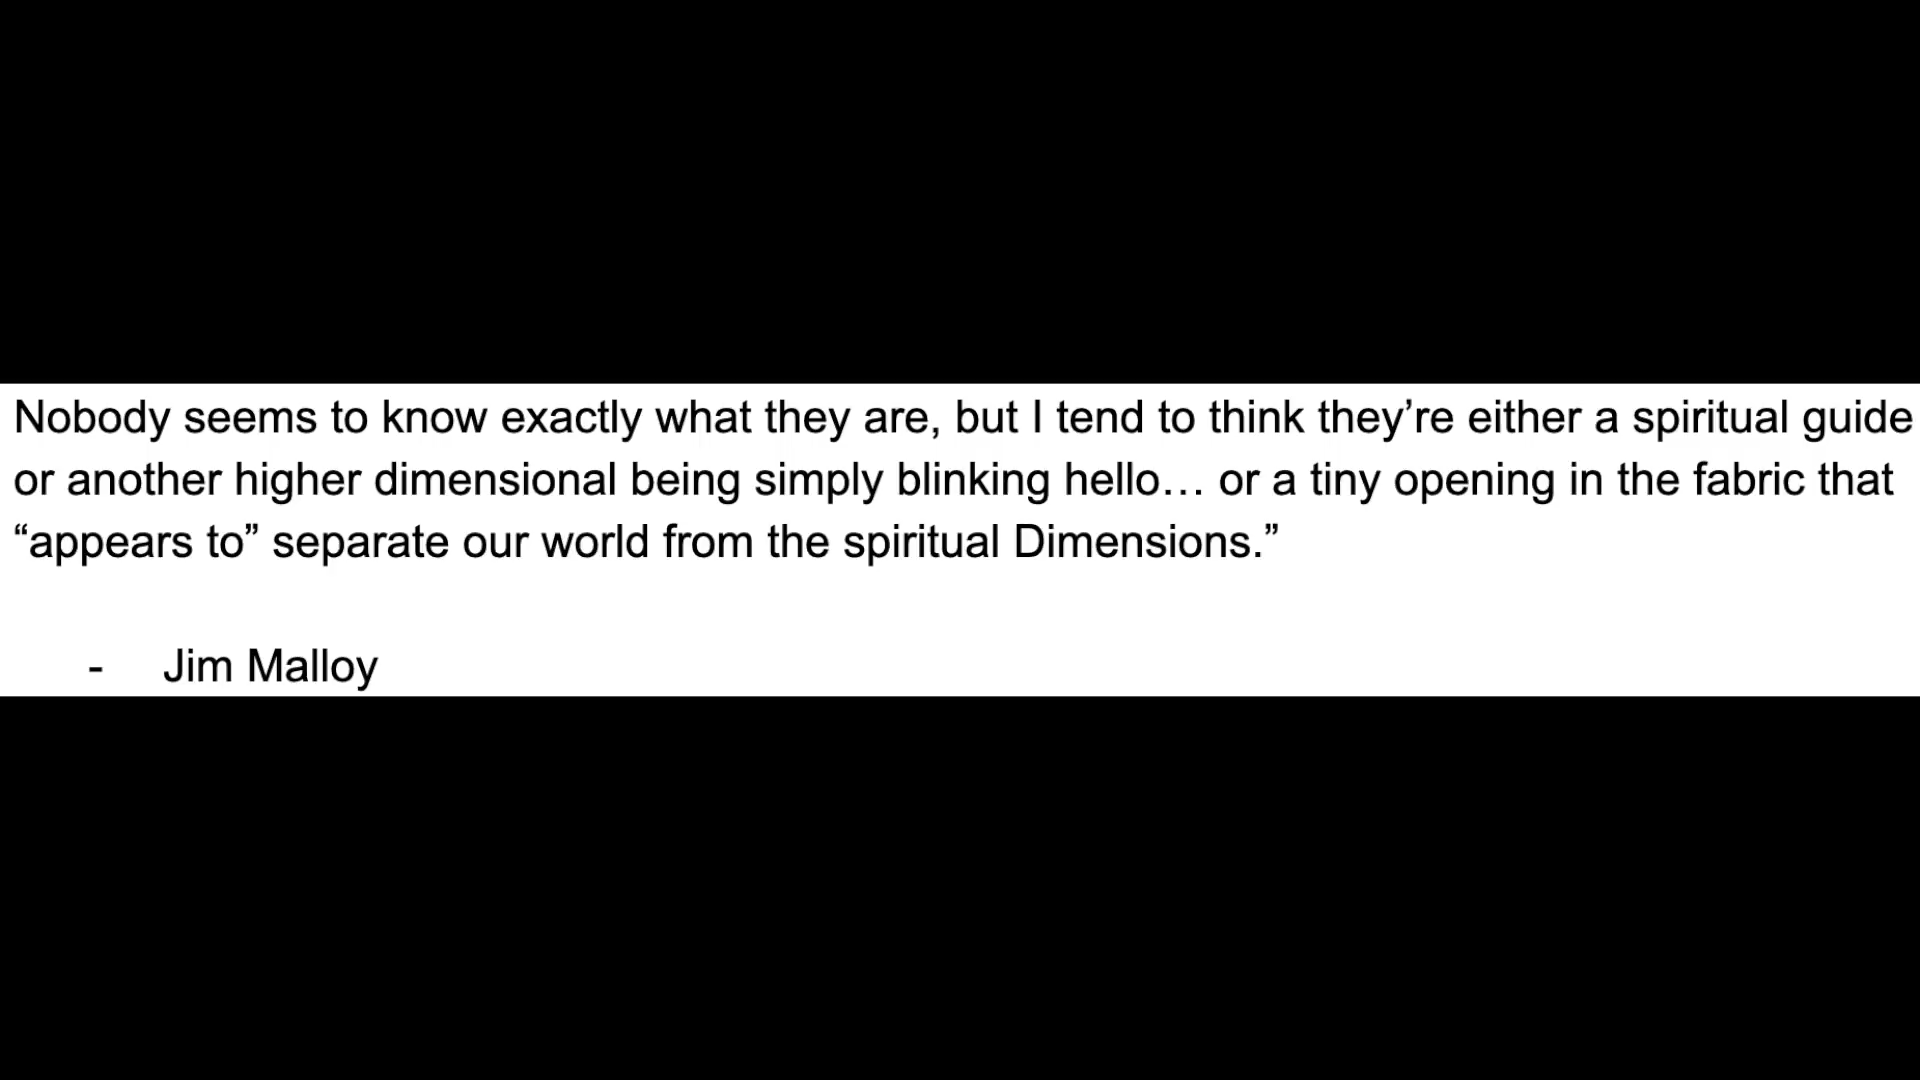 Nobody seems to know exactly what they are, but I tend to think they’re either a spiritual guide
or another higher dimensional being simply blinking hello… or a tiny opening in the fabric that
“appears to” separate our world from the spiritual Dimensions.”
- Jim Malloy